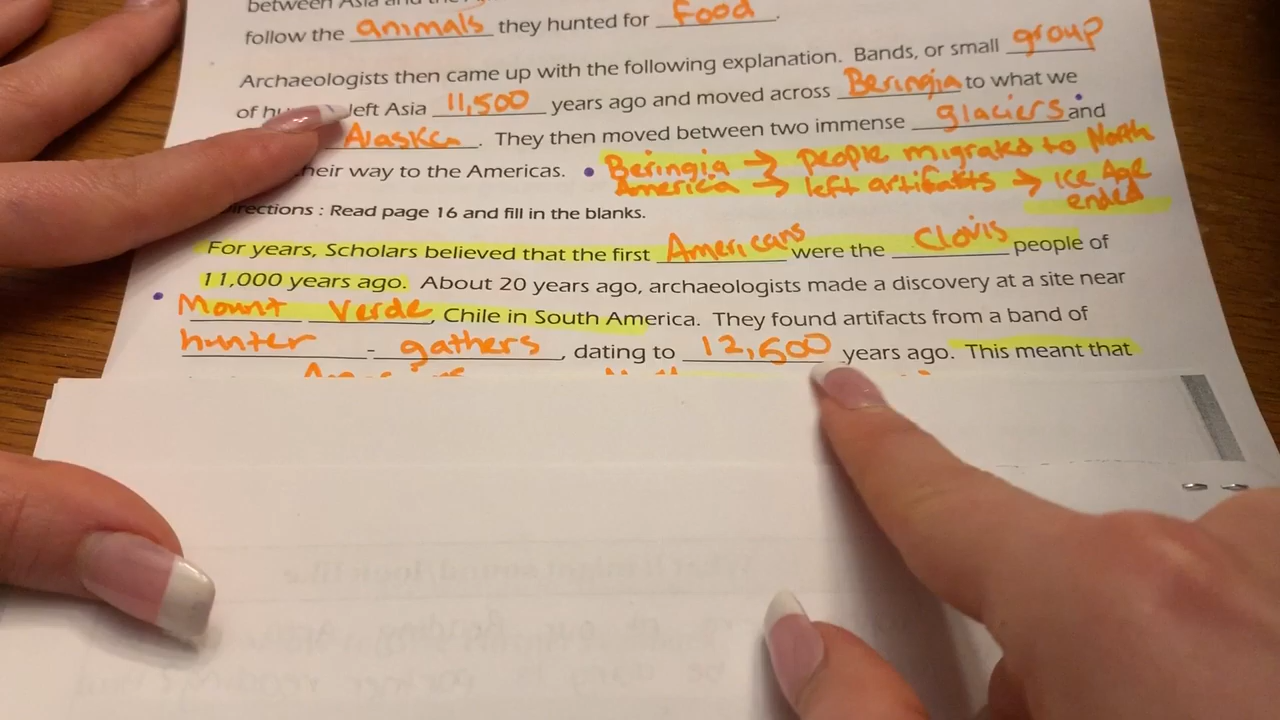 between Asia and the
follow the animals they hunted for food.
Archaeologists then came up with the following explanation. Bands, or small group
of left Asia 11,500 years ago and moved across Beringia to what we
Alaska. They then moved between two immense glaciers and
their way to the Americas. • Beringia → people migrated to North
America → left artifakts → Ice Age
ended
Directions : Read page 16 and fill in the blanks.
For years, Scholars believed that the first Americans were the Clovis people of
11,000 years ago. About 20 years ago, archaeologists made a discovery at a site near
• Mount Verde, Chile in South America. They found artifacts from a band of
hunter - gathers, dating to 12,500 years ago. This meant that